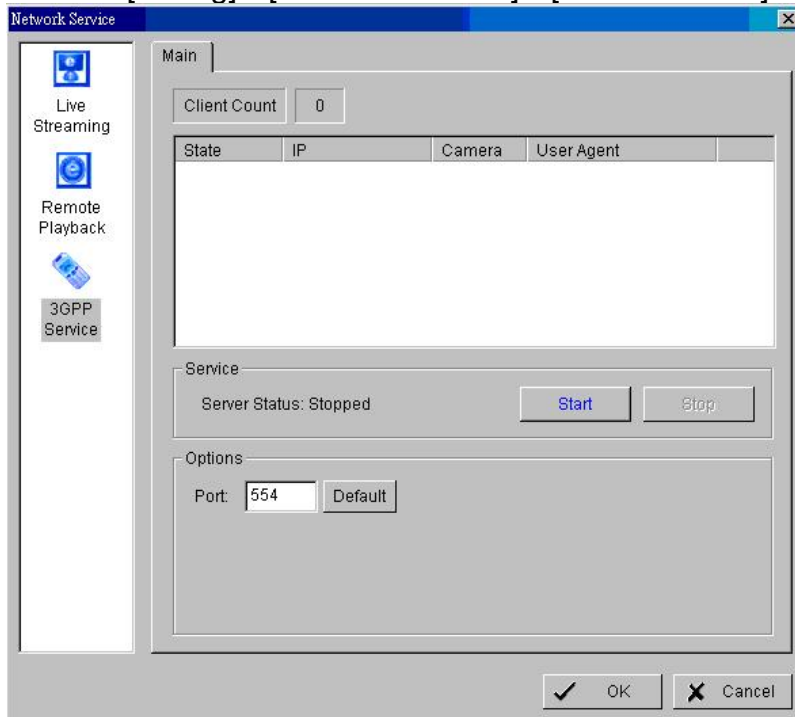 Network Service
Live
Streaming
Remote
Playback
3GPP
Service
Main
Client Count 0
State IP Camera User Agent
Service
Server Status: Stopped Start Stop
Options
Port: 554 Default
OK Cancel